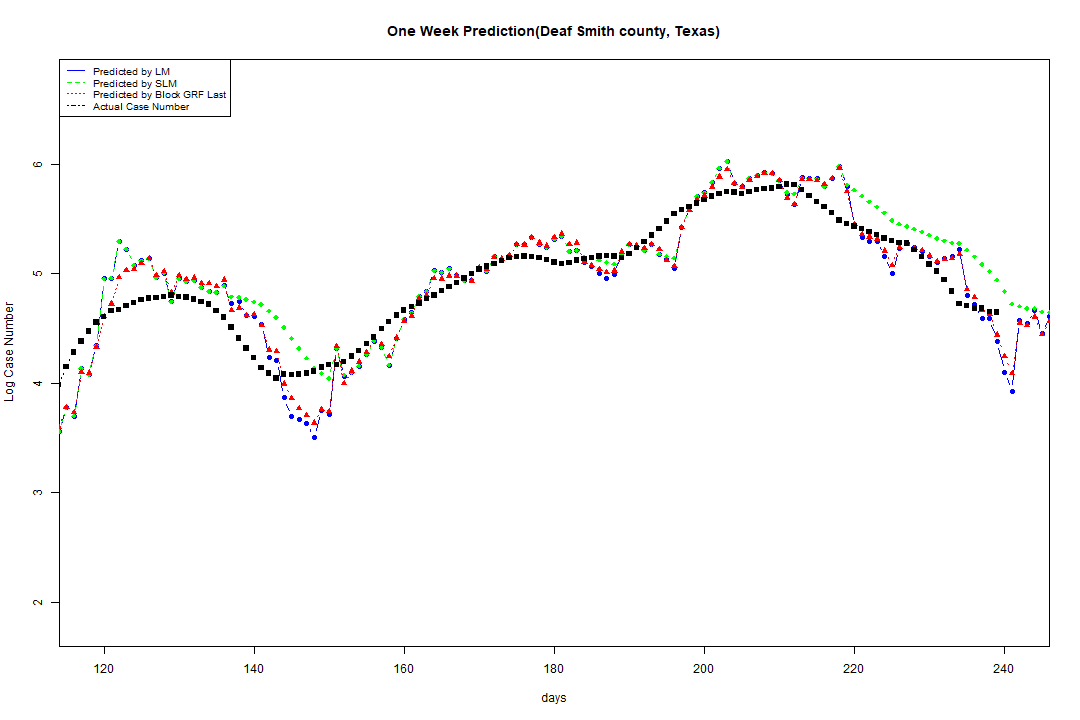 One Week Prediction(Deaf Smith county, Texas)
Predicted by LM
Predicted by SLM
Predicted by Block GRF Last
Actual Case Number
Log Case Number
6
5
4
3
2
120 140 160 180 200 220 240
days